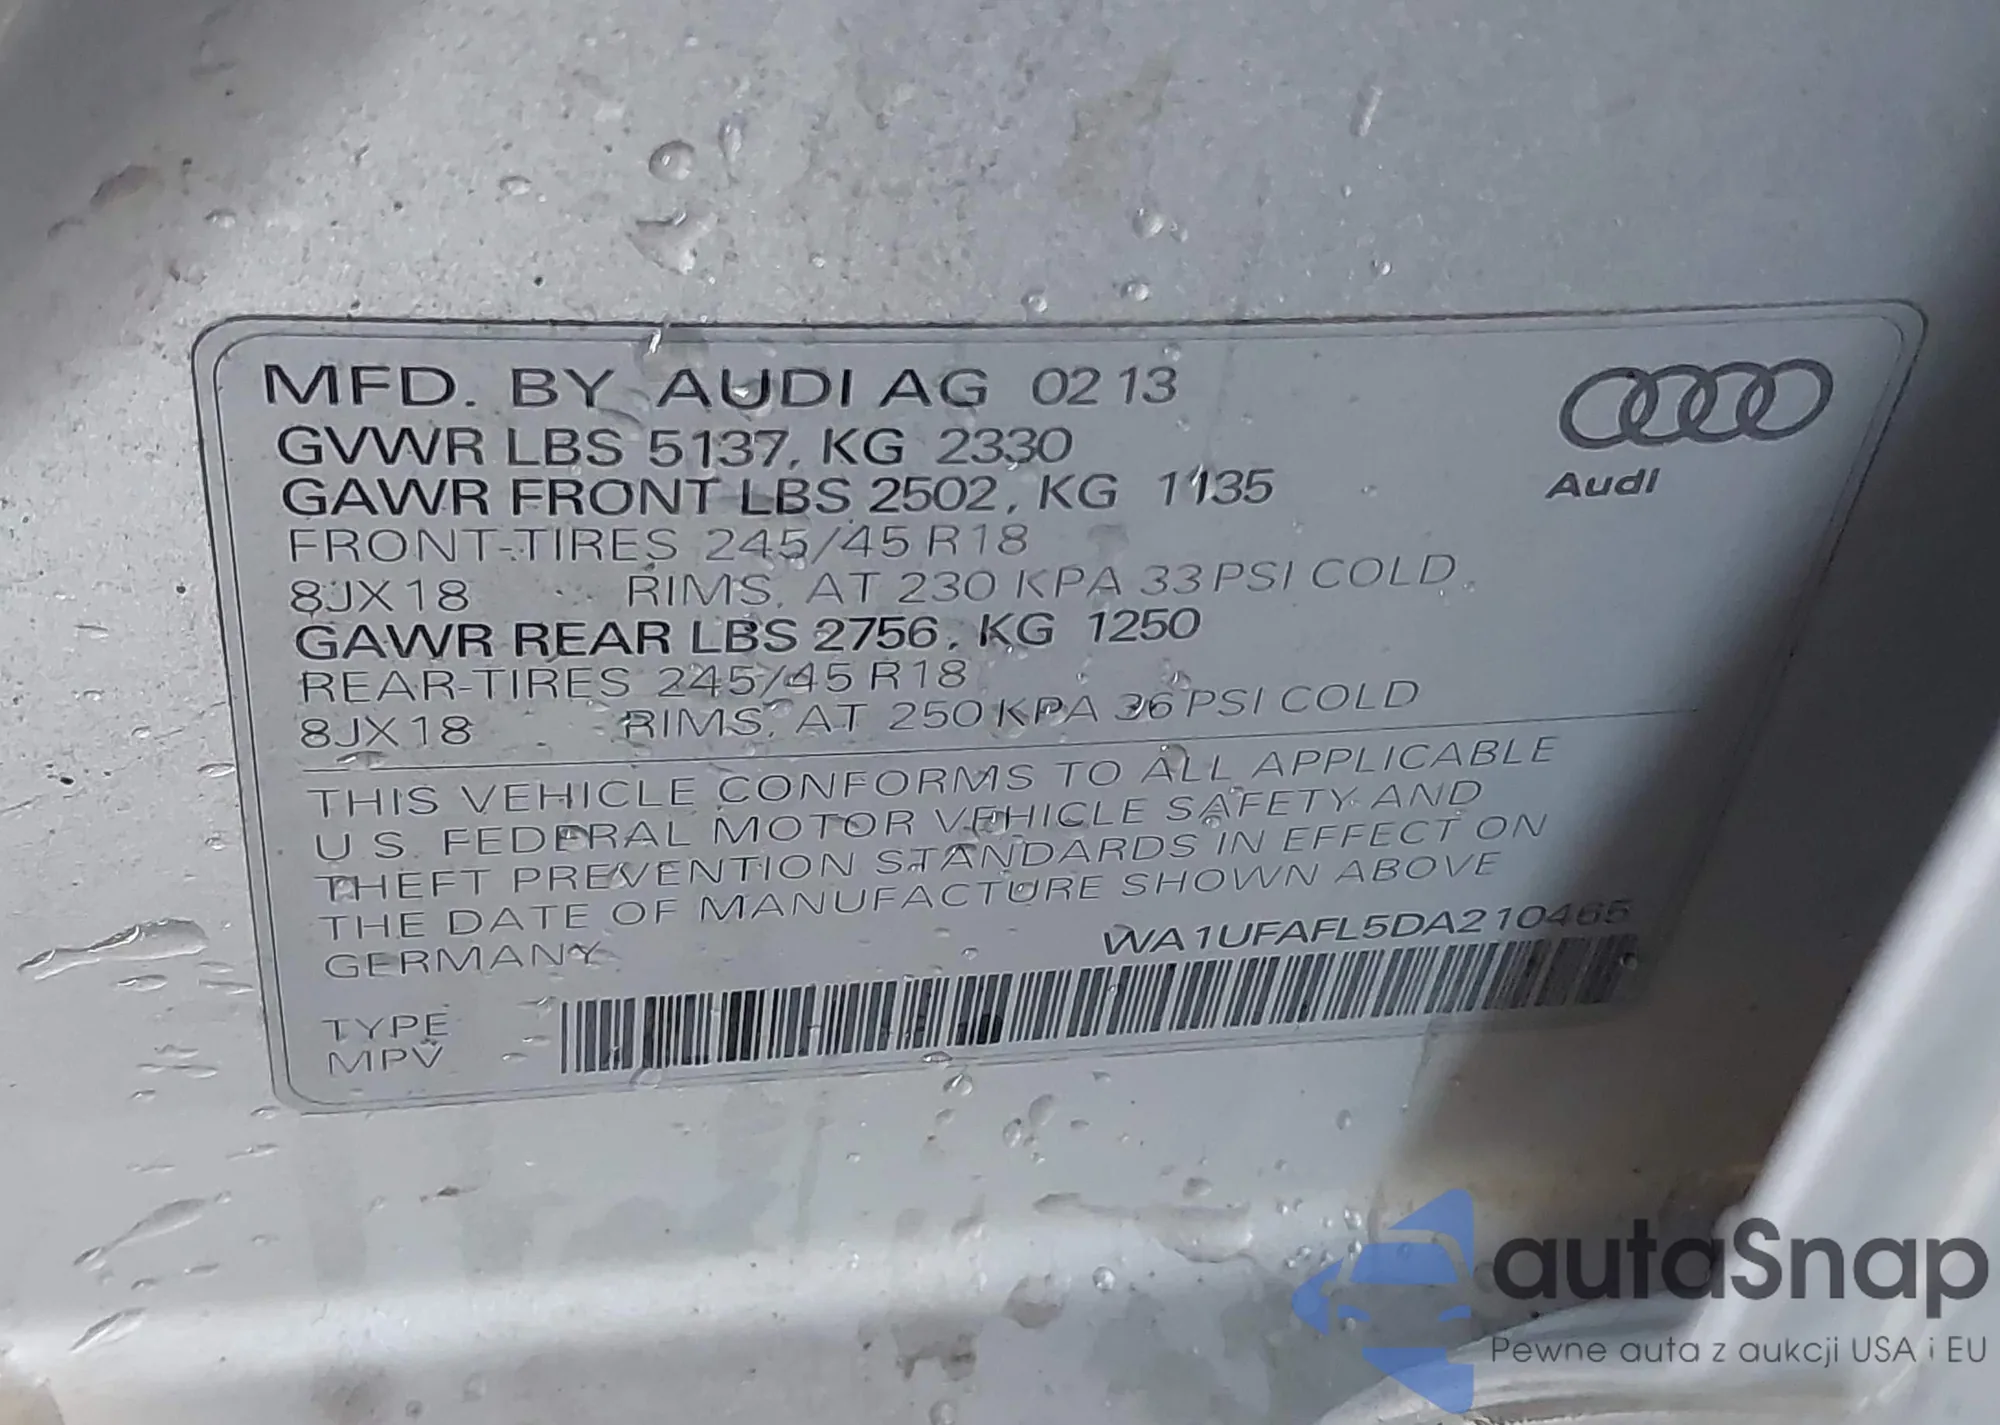 MFD. BY AUDI AG 02 13
GVWR LBS 5137, KG 2330
GAWR FRONT LBS 2502, KG 1135
FRONT-TIRES 245/45 R18
8JX18 RIMS, AT 230 KPA 33 PSI COLD,
GAWR REAR LBS 2756, KG 1250
REAR-TIRES 245/45 R18
8JX18 RIMS, AT 250 KPA 36 PSI COLD
Audi
THIS VEHICLE CONFORMS TO ALL APPLICABLE
U.S. FEDERAL MOTOR VEHICLE SAFETY AND
THEFT PREVENTION STANDARDS IN EFFECT ON
THE DATE OF MANUFACTURE SHOWN ABOVE
GERMANY WA1UFAFL5DA210465
TYPE
MPV
autaSnap
Pewne auta z aukcji USA i EU